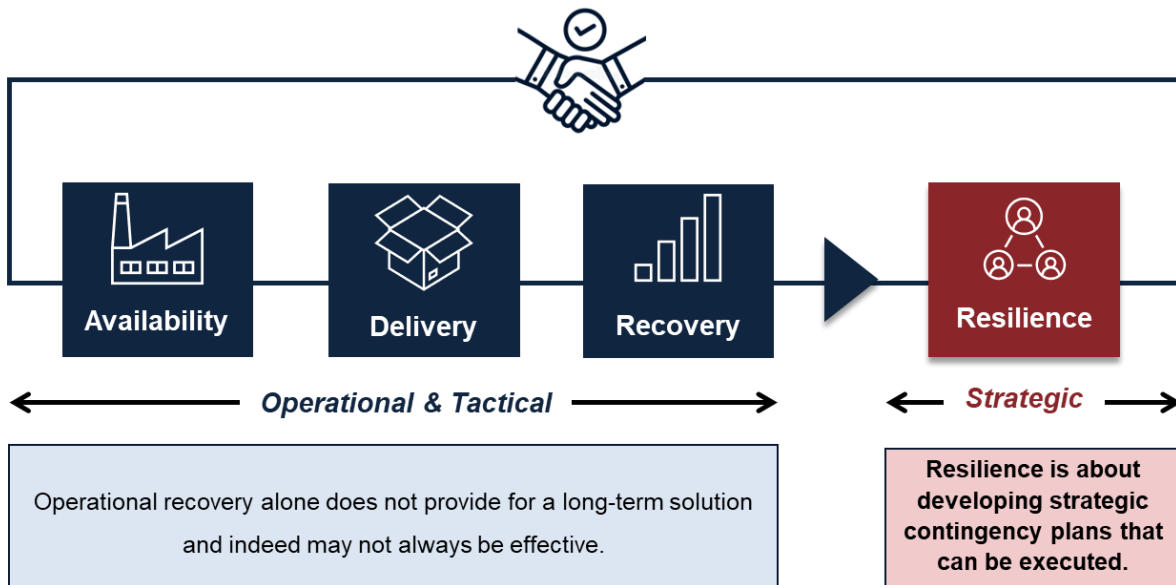 Availability
Delivery
Recovery
Resilience
Operational & Tactical
Strategic
Operational recovery alone does not provide for a long-term solution
and indeed may not always be effective.
Resilience is about
developing strategic
contingency plans that
can be executed.